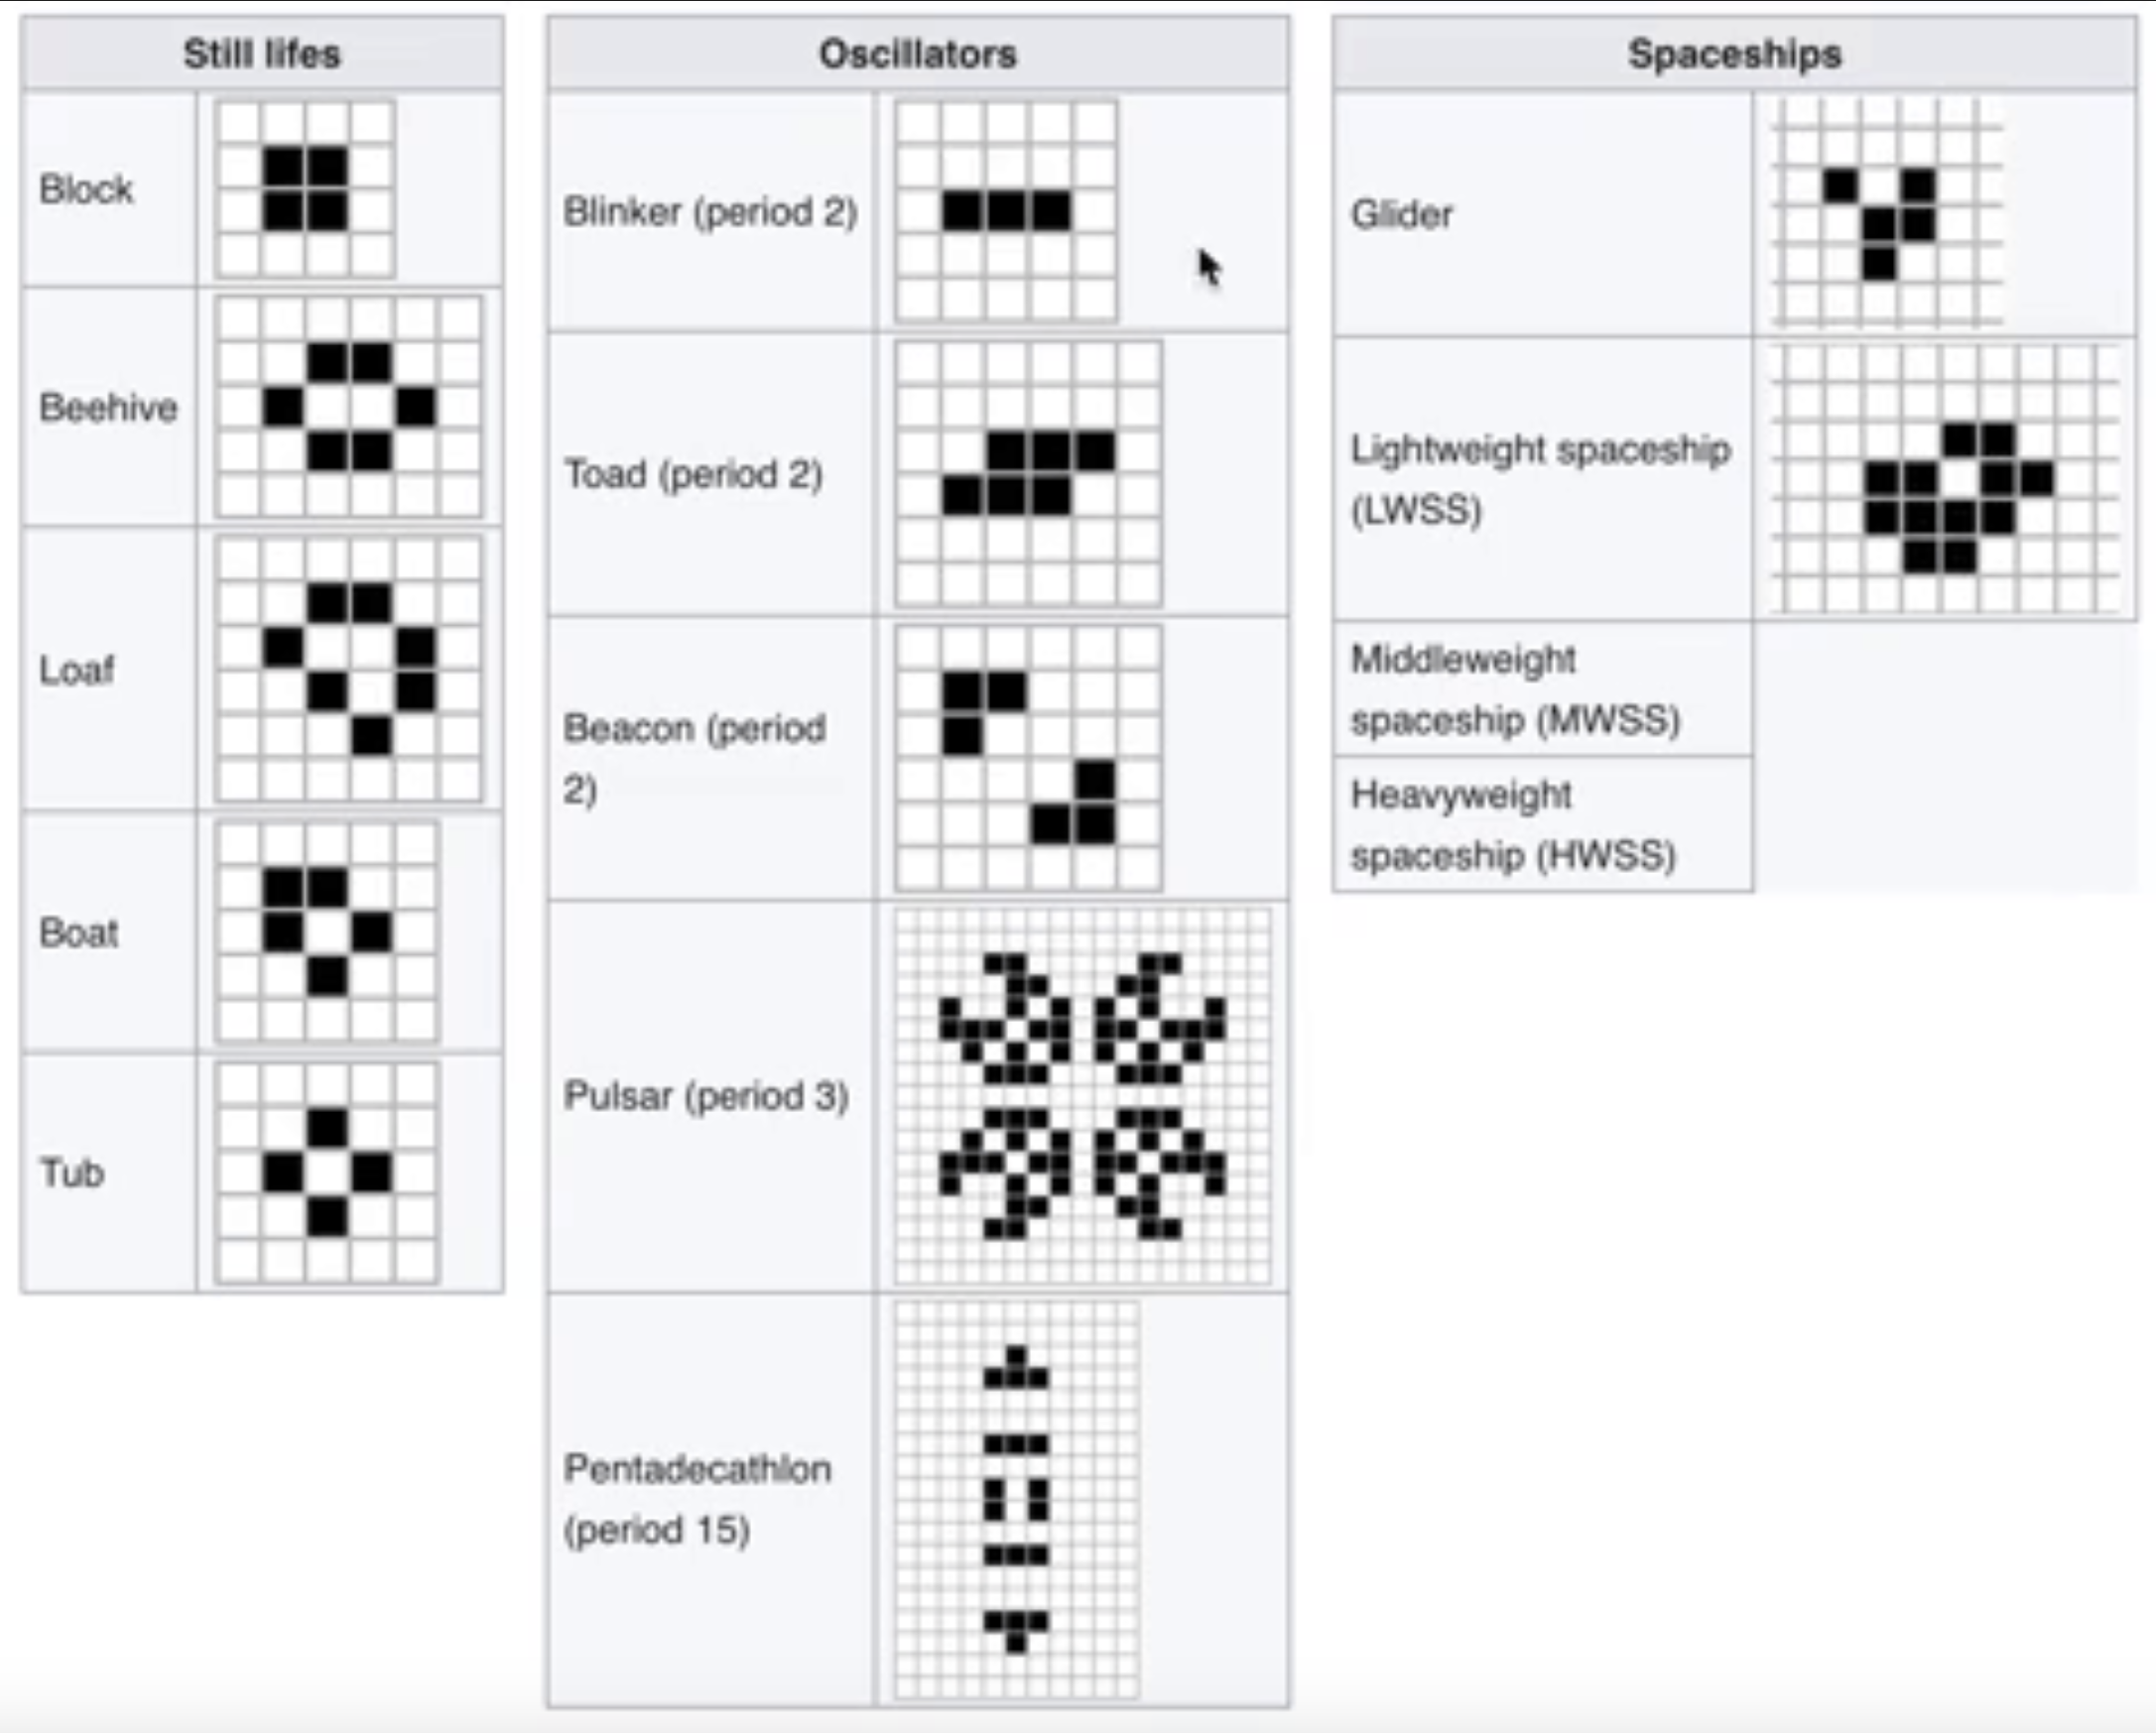 Still lifes
Block
Beehive
Loaf
Boat
Tub
Oscillators
Blinker (period 2)
Toad (period 2)
Beacon (period
2)
Pulsar (period 3)
Pentadecathlon
(period 15)
Spaceships
Glider
Lightweight spaceship
(LWSS)
Middleweight
spaceship (MWSS)
Heavyweight
spaceship (HWSS)